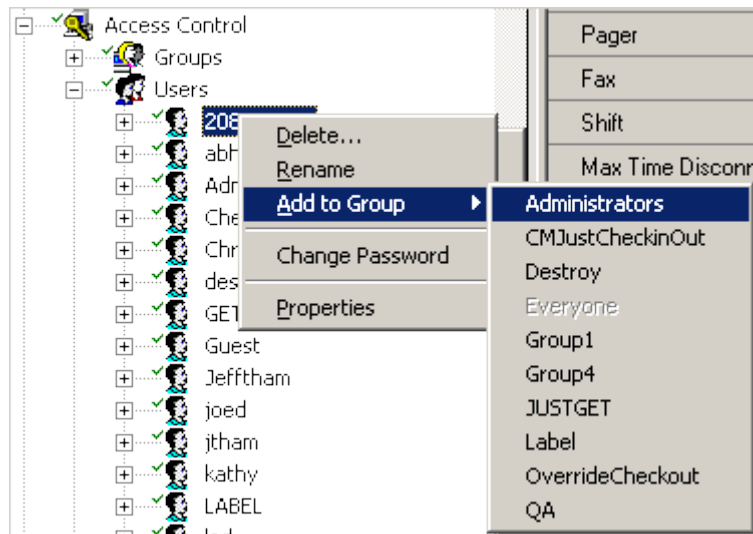 Access Control
Groups
Users
208
abh
Adr
Che
Chr
des
GET
Guest
Jefftham
joed
jtham
kathy
LABEL
Delete...
Rename
Add to Group
Change Password
Properties
Administrators
CMJustCheckinOut
Destroy
Everyone
Group1
Group4
JUSTGET
Label
OverrideCheckout
QA
Pager
Fax
Shift
Max Time Disconn